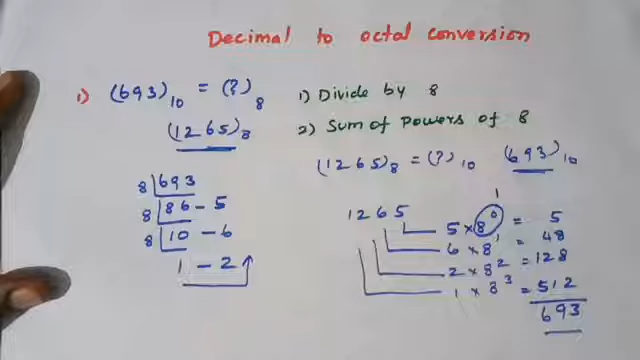 Decimal to octal conversion
1) (693)₁₀ = (?)₈
(1265)₈
8 693
8 86 - 5
8 10 - 6
1 - 2
1) Divide by 8
2) Sum of Powers of 8
(1265)₈ = (?)₁₀ (693)₁₀
1
1265
5 × 8⁰ = 5
6 × 8¹ = 48
2 × 8² = 128
1 × 8³ = 512
693